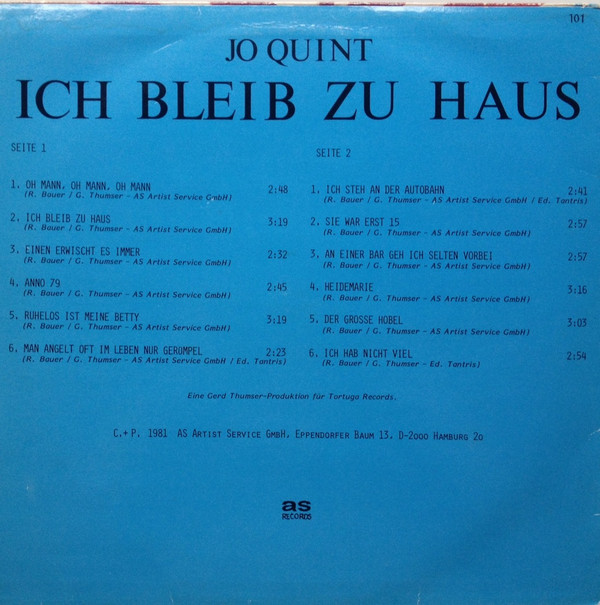 101
JO QUINT
ICH BLEIB ZU HAUS
SEITE 1
1. OH MANN, OH MANN, OH MANN 2:48
(R. Bauer / G. Thumser - AS Artist Service GmbH)
2. ICH BLEIB ZU HAUS 3:19
(R. Bauer / G. Thumser - AS Artist Service GmbH)
3. EINEN ERWISCHT ES IMMER 2:32
(R. Bauer / G. Thumser - AS Artist Service GmbH)
4. ANNO 79 2:45
(R. Bauer / G. Thumser - AS Artist Service GmbH)
5. RUHELOS IST MEINE BETTY 3:19
(R. Bauer / G. Thumser - AS Artist Service GmbH)
6. MAN ANGELT OFT IM LEBEN NUR GERÜMPEL 2:23
(R. Bauer / G. Thumser - AS Artist Service GmbH / Ed. Tantris)
SEITE 2
1. ICH STEH AN DER AUTOBAHN 2:41
(R. Bauer / G. Thumser - AS Artist Service GmbH / Ed. Tantris)
2. SIE WAR ERST 15 2:57
(R. Bauer / G. Thumser - AS Artist Service GmbH)
3. AN EINER BAR GEH ICH SELTEN VORBEI 2:57
(R. Bauer / G. Thumser - AS Artist Service GmbH)
4. HEIDEMARIE 3:16
(R. Bauer / G. Thumser - AS Artist Service GmbH)
5. DER GROSSE HOBEL 3:03
(R. Bauer / G. Thumser - AS Artist Service GmbH)
6. ICH HAB NICHT VIEL 2:54
(R. Bauer / G. Thumser - Ed. Tantris)
Eine Gerd Thumser-Produktion für Tortuga Records.
C.+ P. 1981 AS ARTIST SERVICE GMBH, EPPENDORFER BAUM 13, D-2000 HAMBURG 20
as
RECORDS